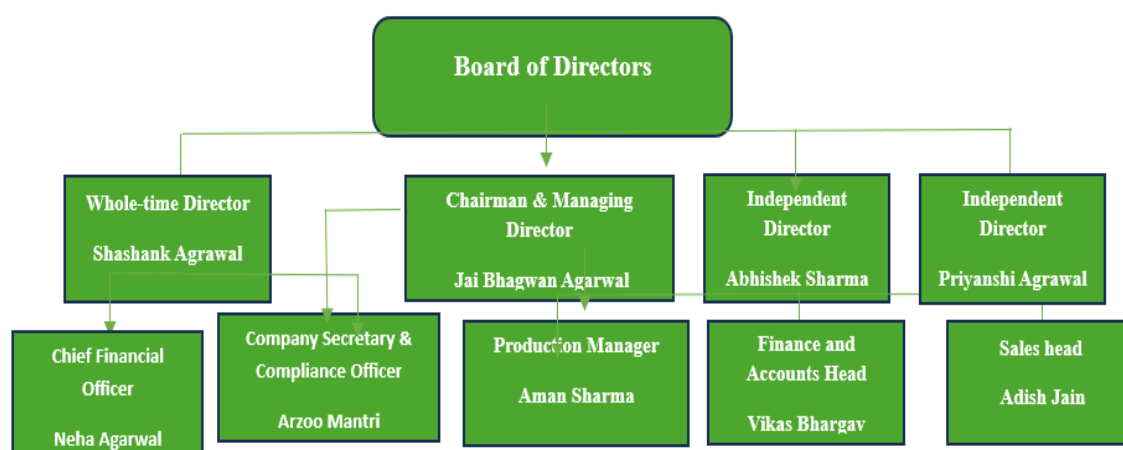 Board of Directors
Whole-time Director
Shashank Agrawal
Chairman & Managing
Director
Jai Bhagwan Agarwal
Independent
Director
Abhishek Sharma
Independent
Director
Priyanshi Agrawal
Chief Financial
Officer
Neha Agarwal
Company Secretary &
Compliance Officer
Arzoo Mantri
Production Manager
Aman Sharma
Finance and
Accounts Head
Vikas Bhargav
Sales head
Adish Jain